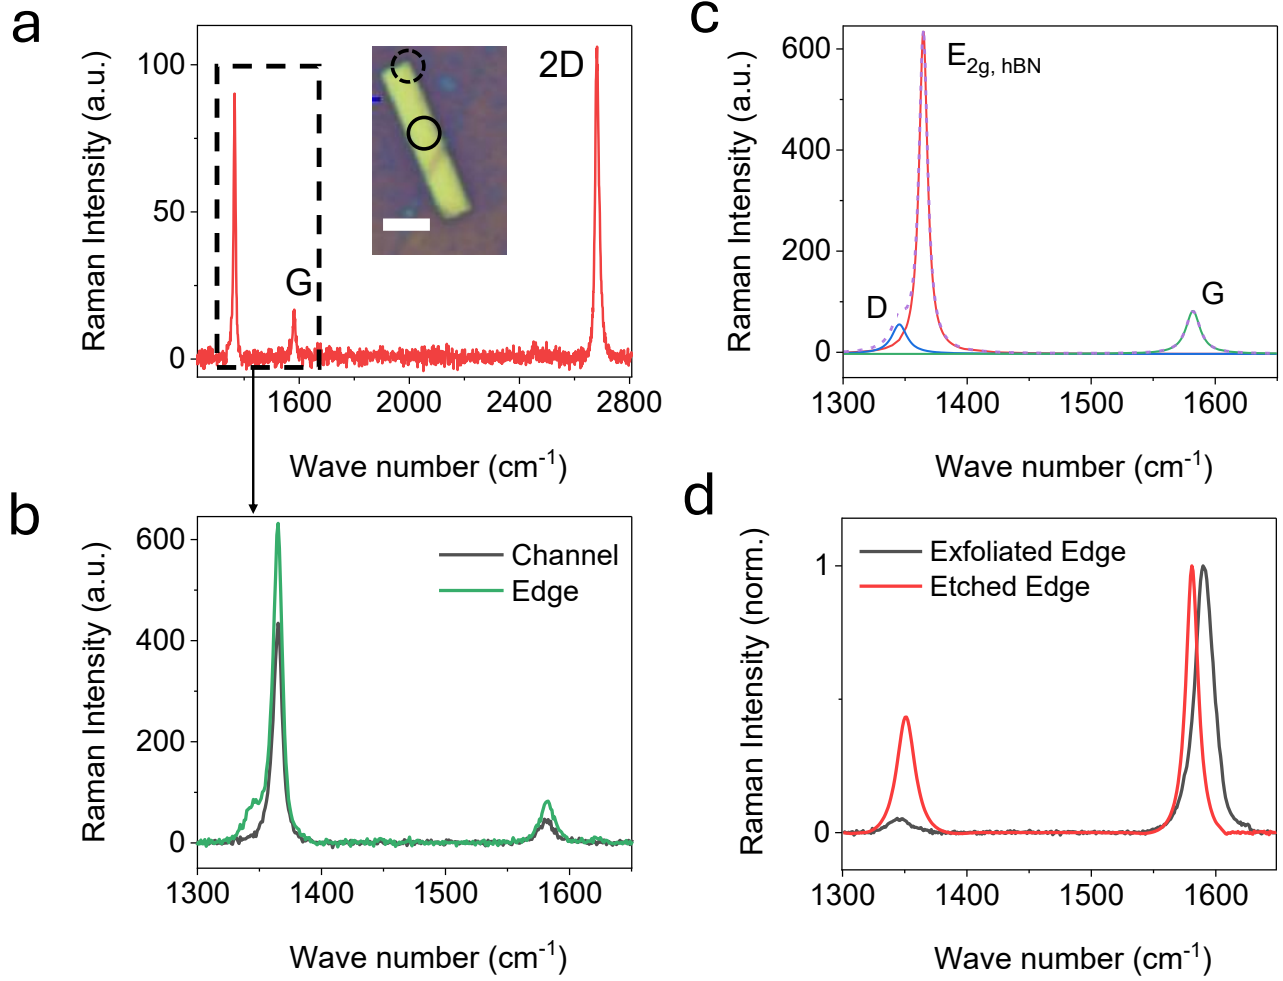 a
Raman Intensity (a.u.)
100
50
0
2D
G
1600
2000
2400
2800
Wave number (cm-1)
c
Raman Intensity (a.u.)
600
400
200
0
E2g, hBN
D
G
1300
1400
1500
1600
Wave number (cm-1)
b
Raman Intensity (a.u.)
600
400
200
0
Channel
Edge
1300
1400
1500
1600
Wave number (cm-1)
d
Raman Intensity (norm.)
1
0
Exfoliated Edge
Etched Edge
1300
1400
1500
1600
Wave number (cm-1)